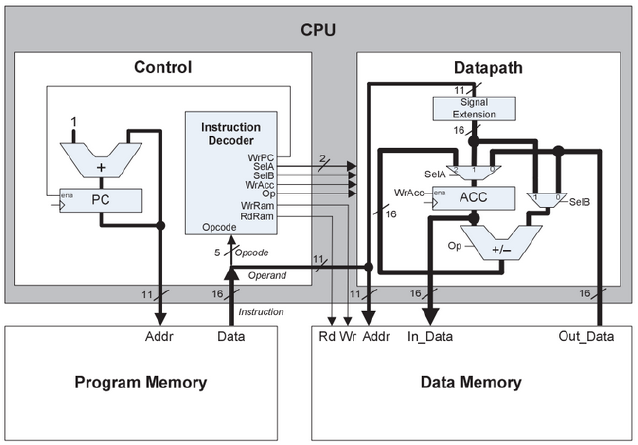 CPU
Control
Datapath
11
Signal
Extension
16
1
+
ena
PC
Instruction
Decoder
WrPC
SelA
SelB
WrAcc
Op
WrRam
RdRam
Opcode
2
5
Opcode
Operand
11
Instruction
SelA
2 1 0
WrAcc
ena
ACC
1 0
SelB
16
Op
+/–
11
16
11
16
16
Addr
Data
Rd Wr Addr
In_Data
Out_Data
Program Memory
Data Memory